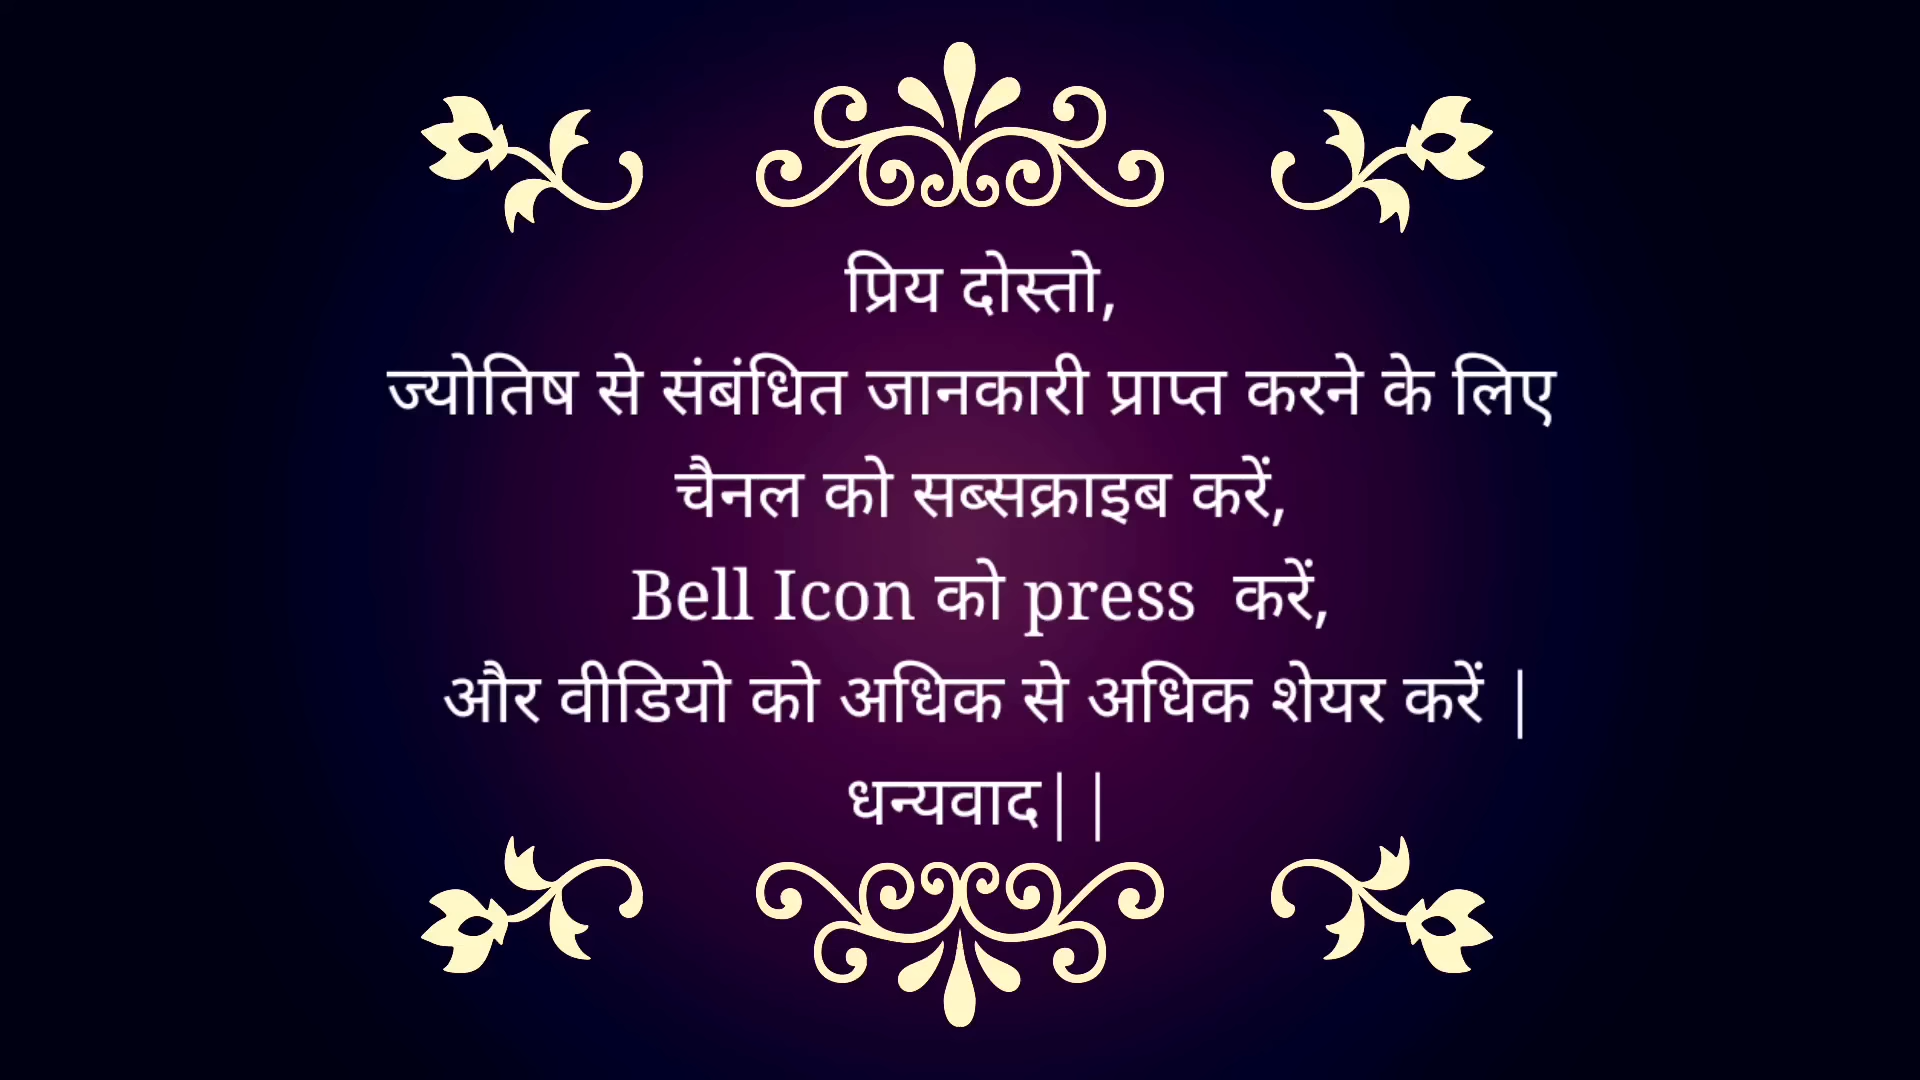 प्रिय दोस्तो,
ज्योतिष से संबंधित जानकारी प्राप्त करने के लिए
चैनल को सब्सक्राइब करें,
Bell Icon को press  करें,
और वीडियो को अधिक से अधिक शेयर करें |
धन्यवाद||